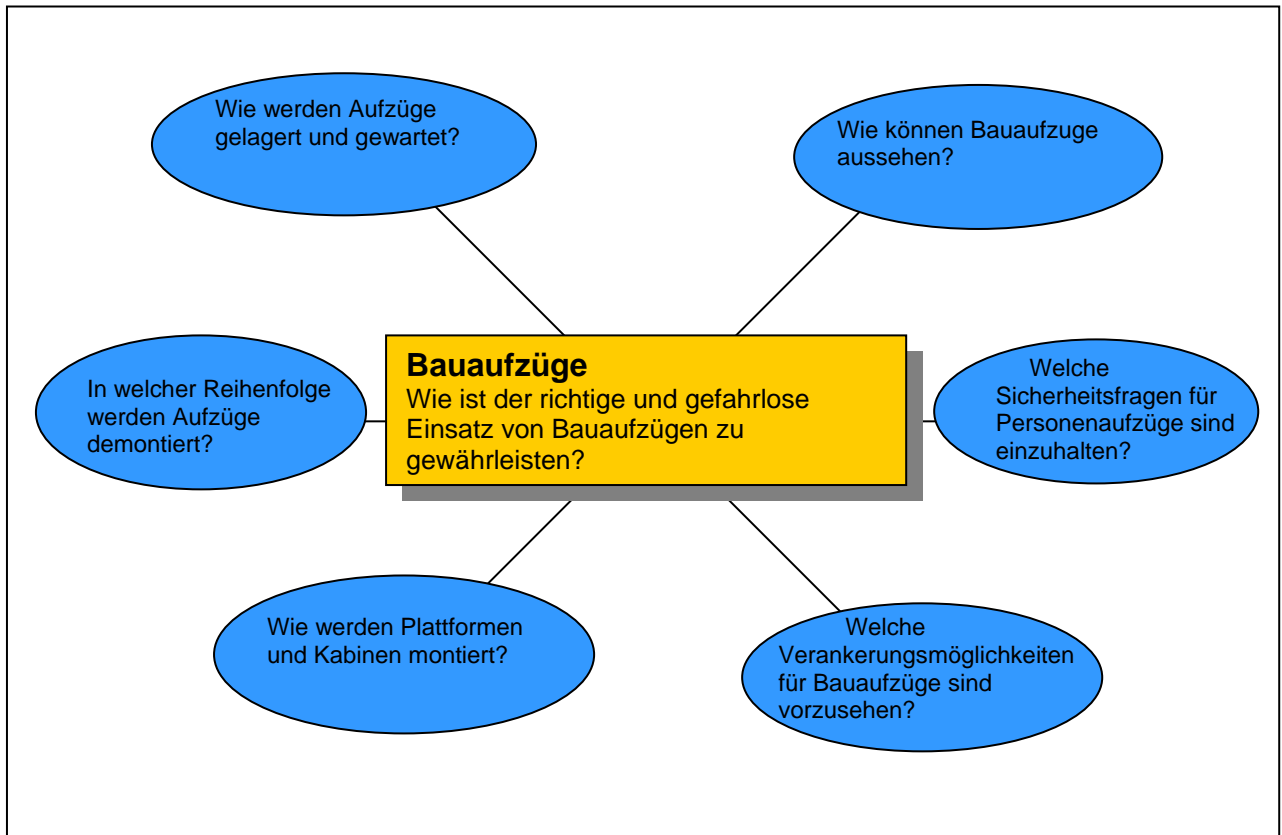 Wie werden Aufzüge
gelagert und gewartet?
Wie können Bauaufzuge
aussehen?
In welcher Reihenfolge
werden Aufzüge
demontiert?
Bauaufzüge
Wie ist der richtige und gefahrlose
Einsatz von Bauaufzügen zu
gewährleisten?
Welche
Sicherheitsfragen für
Personenaufzüge sind
einzuhalten?
Wie werden Plattformen
und Kabinen montiert?
Welche
Verankerungsmöglichkeiten
für Bauaufzüge sind
vorzusehen?